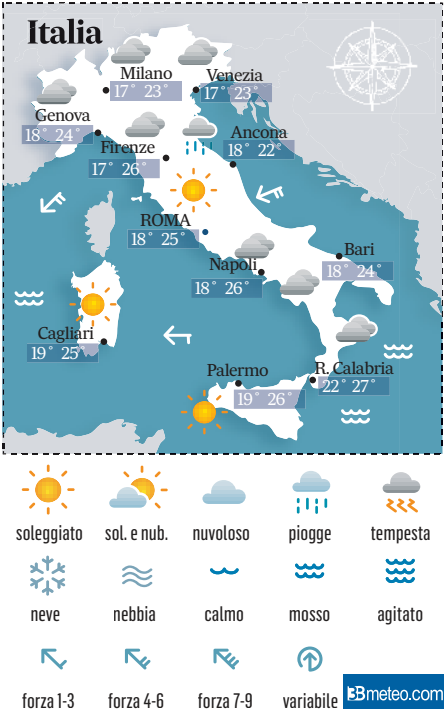 Italia
Milano
17° 23°
Venezia
17° 23°
Genova
18° 24°
Firenze
17° 26°
Ancona
18° 22°
ROMA
18° 25°
Bari
18° 24°
Napoli
18° 26°
Cagliari
19° 25°
Palermo
19° 26°
R. Calabria
22° 27°
soleggiato sol. e nub. nuvoloso piogge tempesta
neve nebbia calmo mosso agitato
forza 1-3 forza 4-6 forza 7-9 variabile
3Bmeteo.com